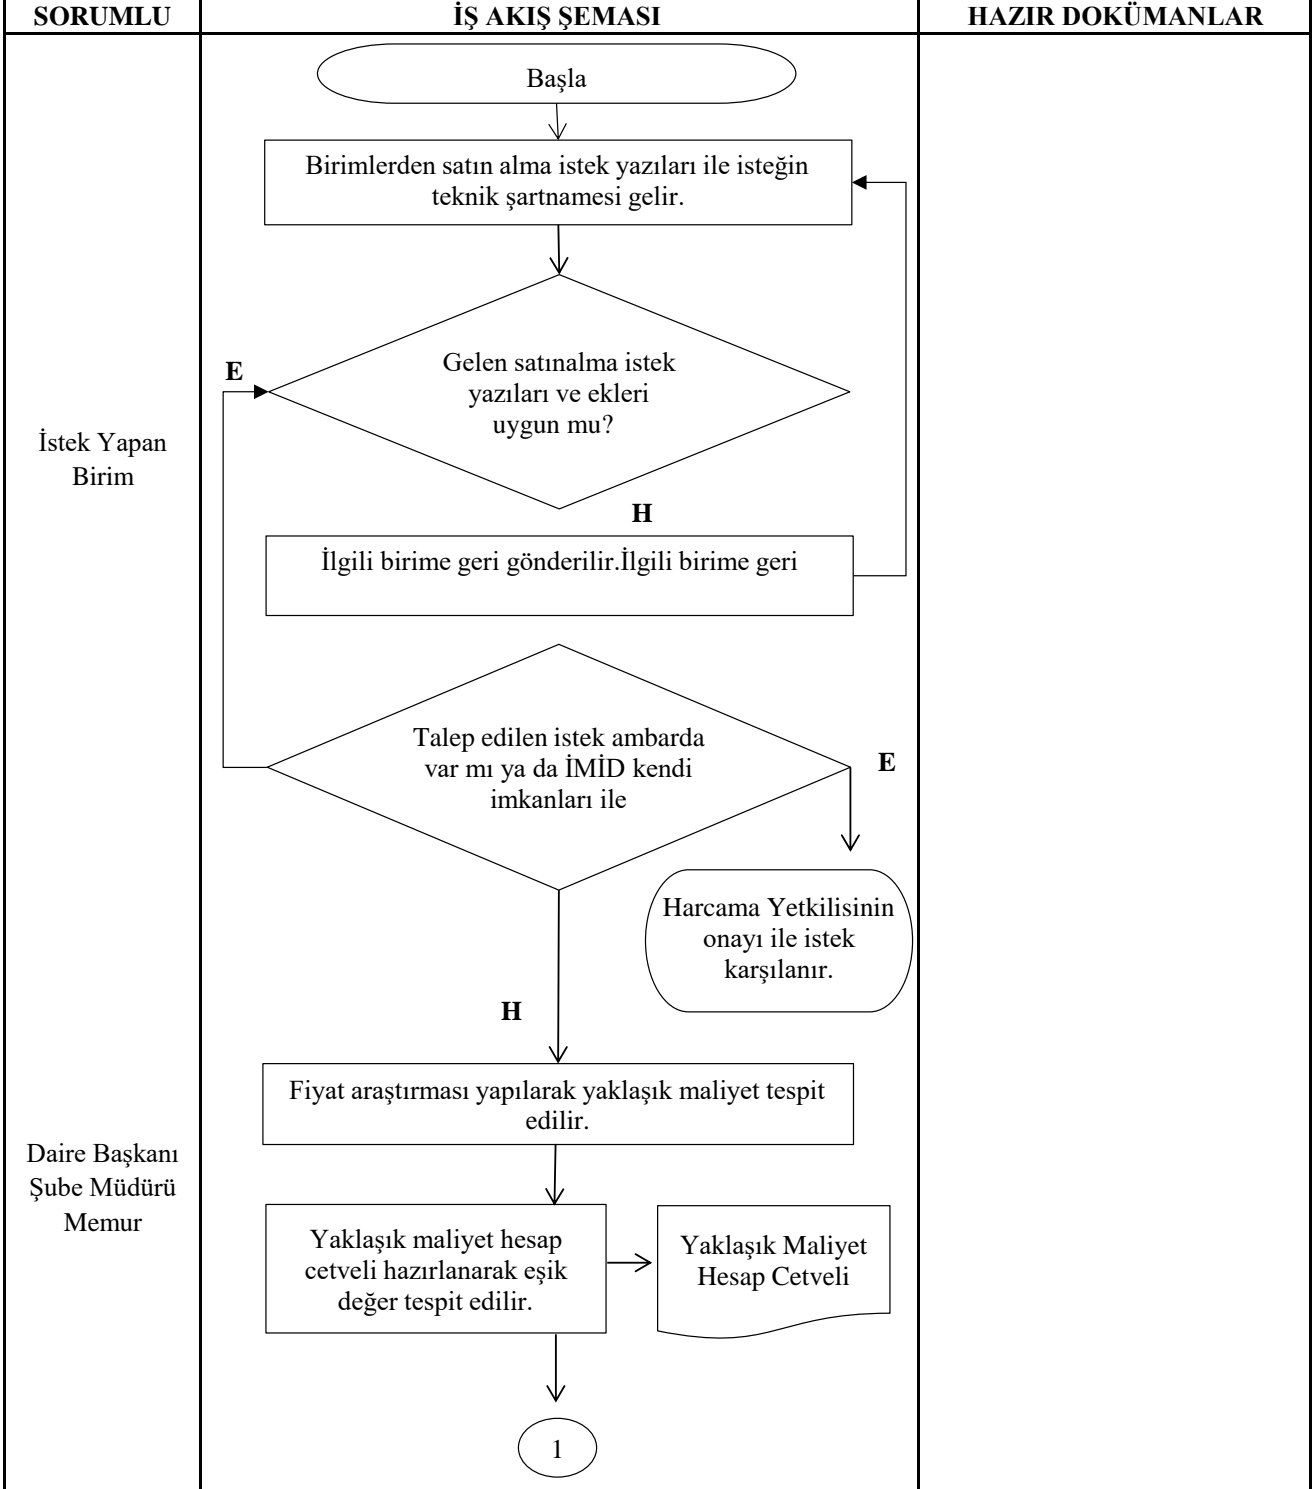 SORUMLU
İŞ AKIŞ ŞEMASI
HAZIR DOKÜMANLAR
Başla
Birimlerden satın alma istek yazıları ile isteğin
teknik şartnamesi gelir.
E
Gelen satınalma istek
yazıları ve ekleri
uygun mu?
İstek Yapan
Birim
H
İlgili birime geri gönderilir.İlgili birime geri
Talep edilen istek ambarda
var mı ya da İMİD kendi
imkanları ile
E
Harcama Yetkilisinin
onayı ile istek
karşılanır.
H
Fiyat araştırması yapılarak yaklaşık maliyet tespit
edilir.
Daire Başkanı
Şube Müdürü
Memur
Yaklaşık maliyet hesap
cetveli hazırlanarak eşik
değer tespit edilir.
Yaklaşık Maliyet
Hesap Cetveli
1